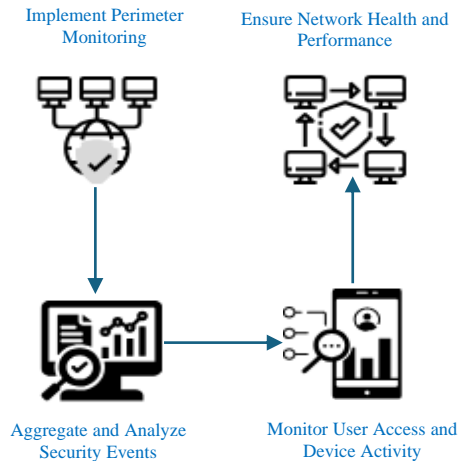 Implement Perimeter
Monitoring
Ensure Network Health and
Performance
Aggregate and Analyze
Security Events
Monitor User Access and
Device Activity